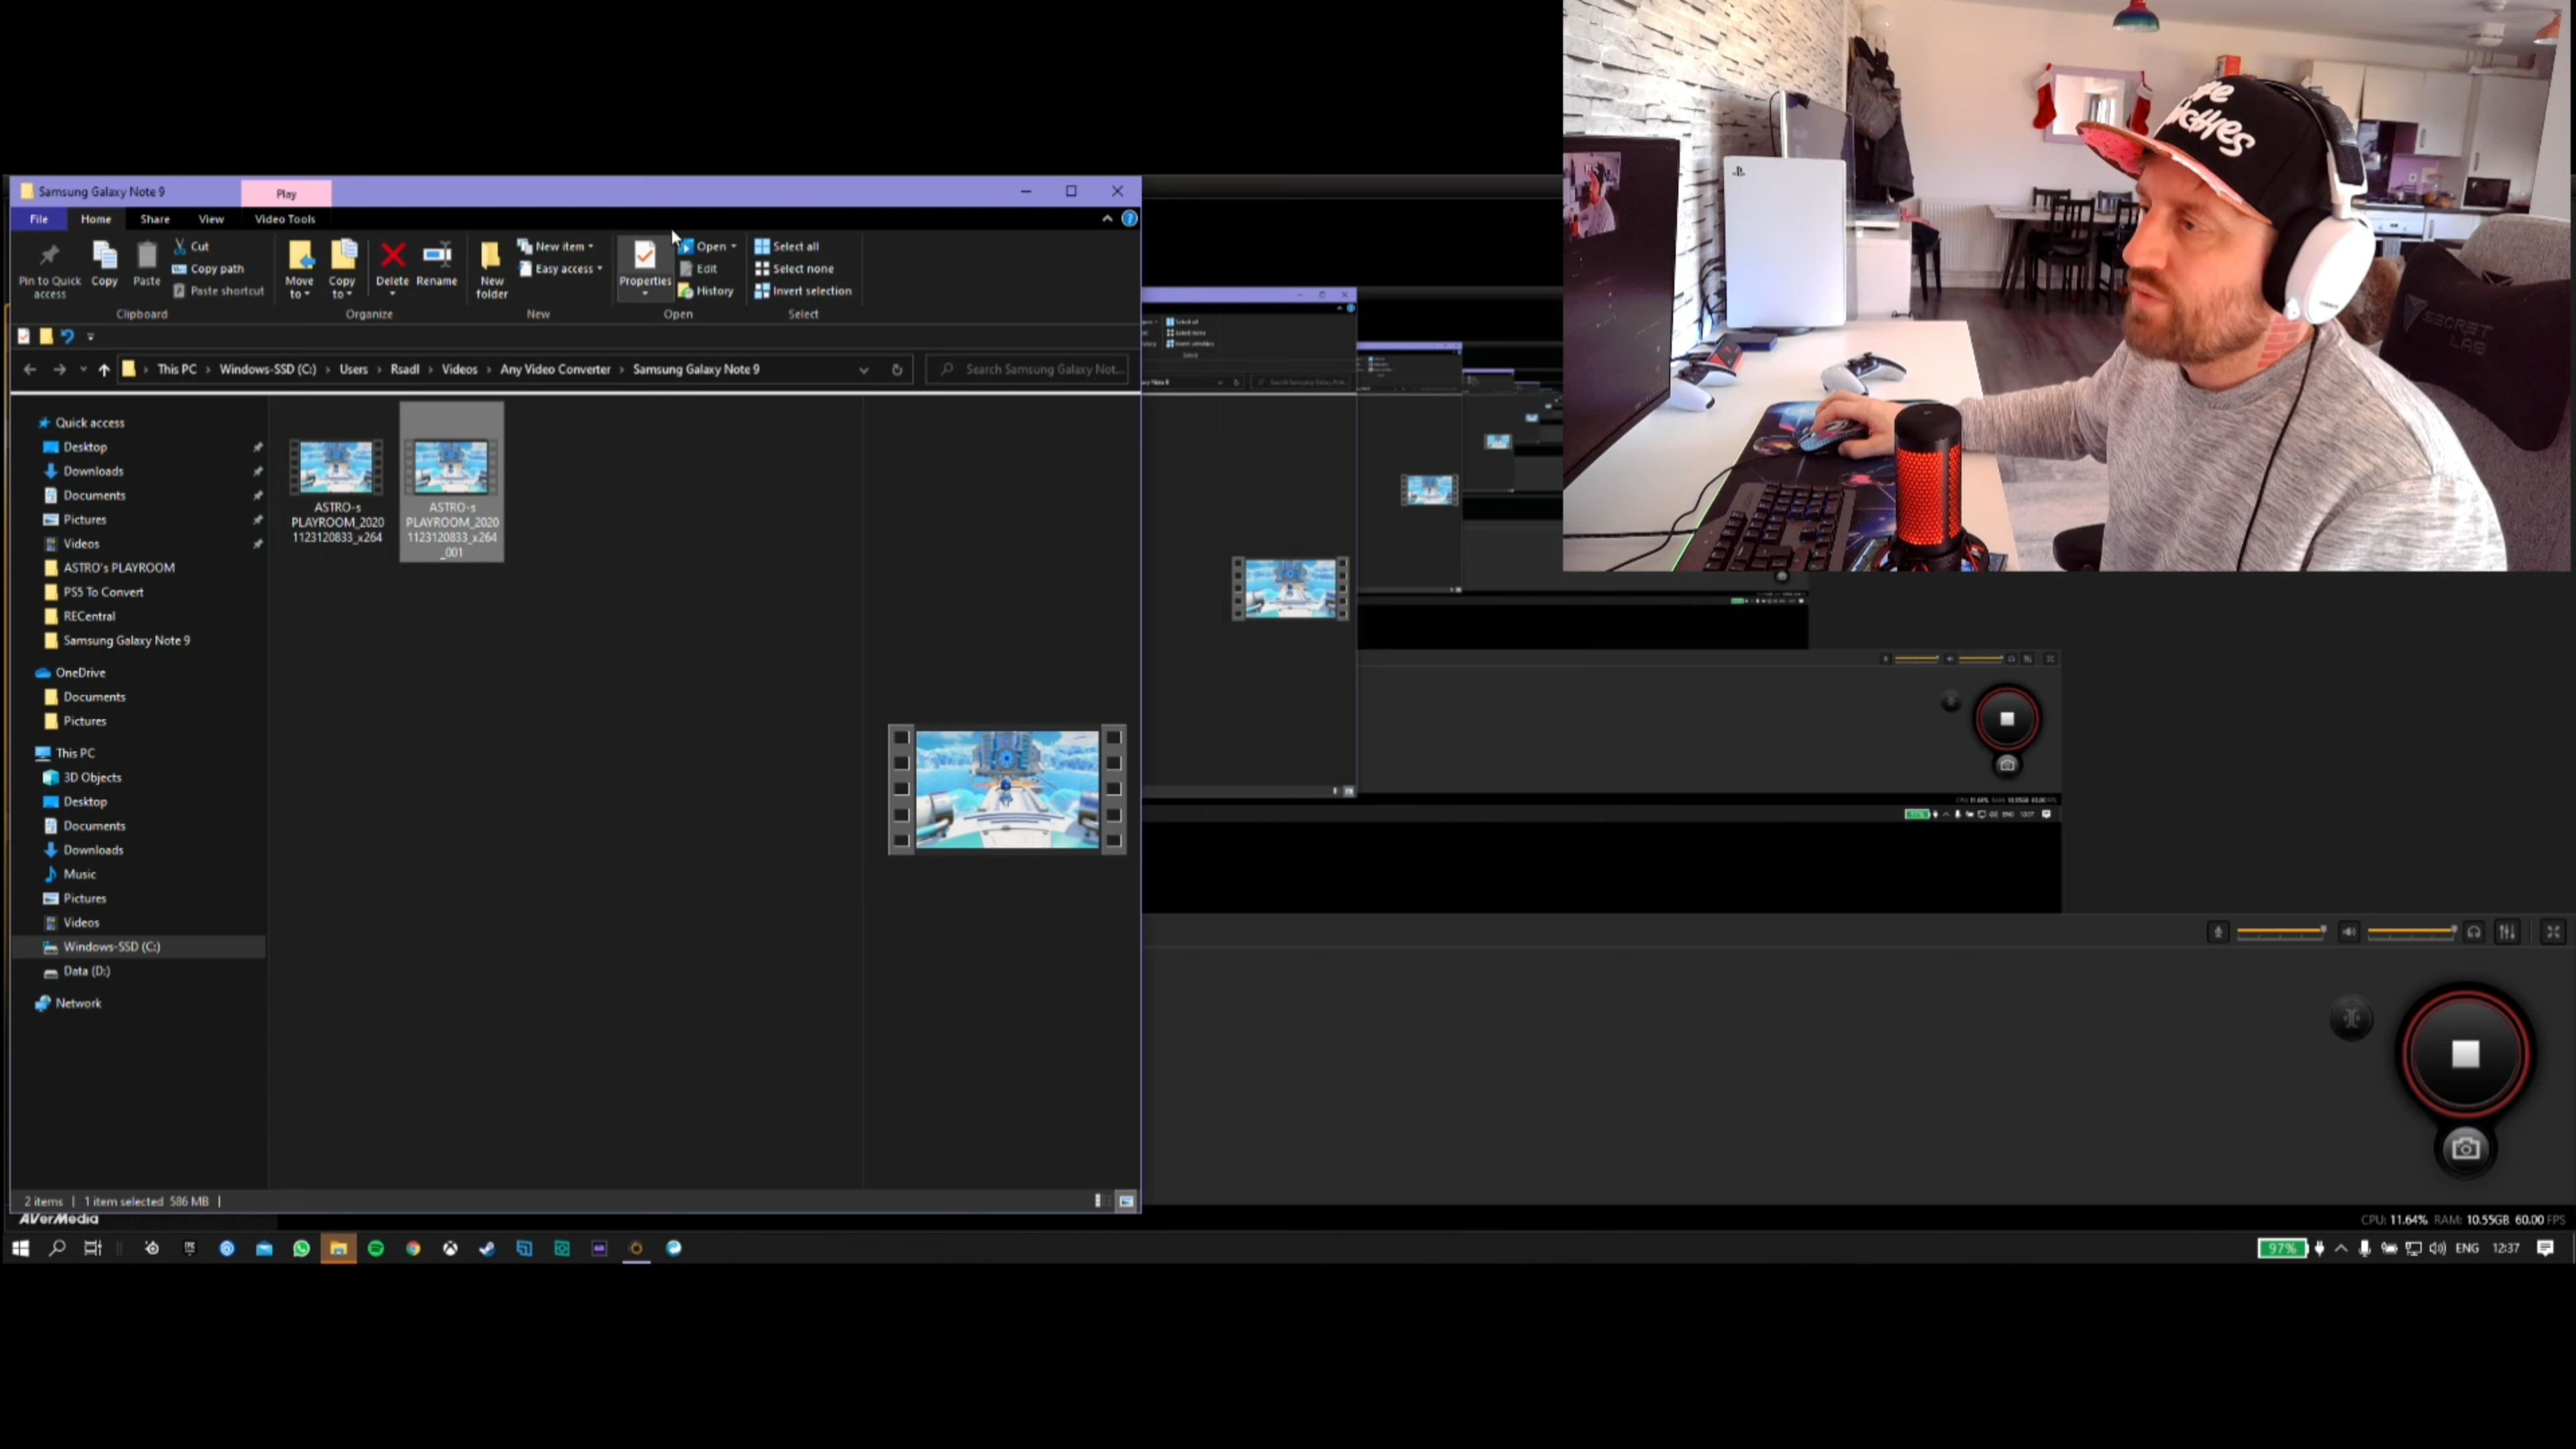 Samsung Galaxy Note 9
Play
File Home Share View Video Tools
Pin to Quick access
Copy
Paste
Cut
Copy path
Paste shortcut
Clipboard
Move to
Copy to
Delete
Rename
Organize
New folder
New item
Easy access
New
Properties
Open
Edit
History
Open
Select all
Select none
Invert selection
Select
This PC › Windows-SSD (C:) › Users › Rsadl › Videos › Any Video Converter › Samsung Galaxy Note 9
Search Samsung Galaxy Not...
Quick access
Desktop
Downloads
Documents
Pictures
Videos
ASTRO's PLAYROOM
PS5 To Convert
RECentral
Samsung Galaxy Note 9
OneDrive
Documents
Pictures
This PC
3D Objects
Desktop
Documents
Downloads
Music
Pictures
Videos
Windows-SSD (C:)
Data (D:)
Network
ASTRO-s
PLAYROOM_2020
1123120833_x264
ASTRO-s
PLAYROOM_2020
1123120833_x264
_001
2 items | 1 item selected 586 MB |
AVerMedia
CPU: 11.64% RAM: 10.55GB 60.00 FPS
97% ENG 12:37
SECRET
LAB